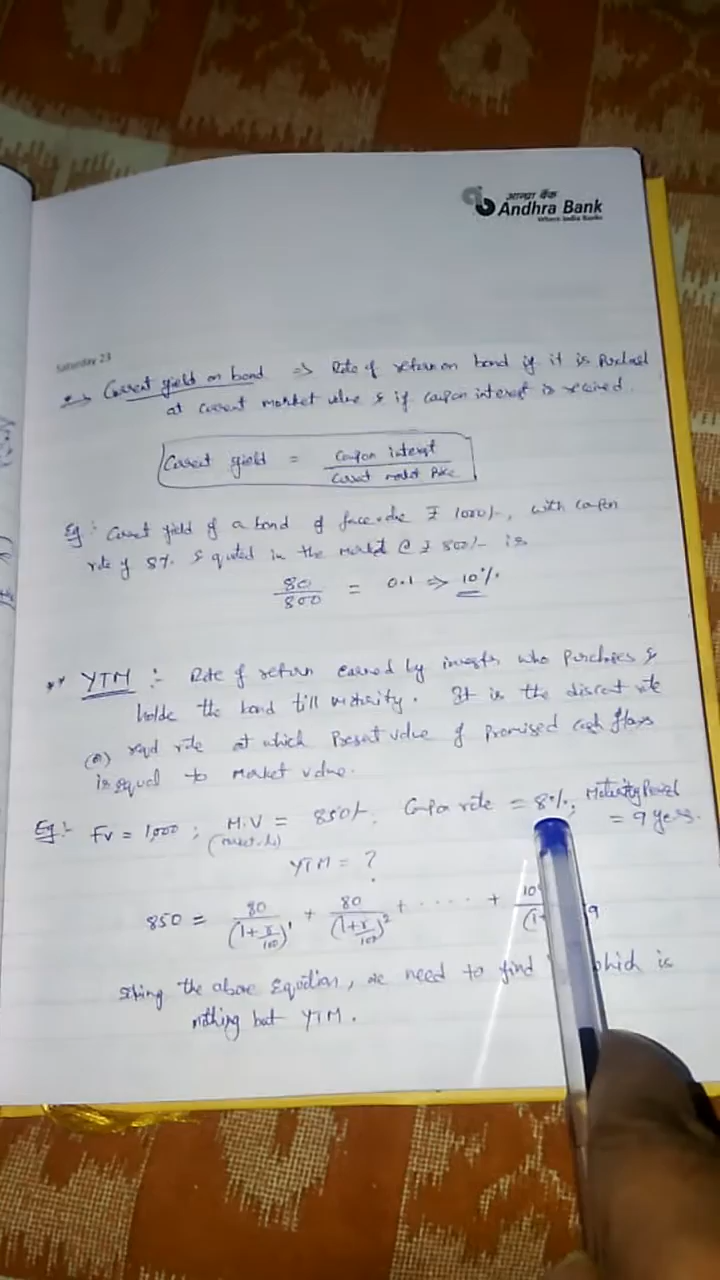 आन्ध्रा बैंक
Andhra Bank
Where India Banks
Saturday 23
Current yield on bond => Rate of return on bond if it is purchased
at current market value & if coupon interest is received.
Current yield = Coupon interest / Current market Price
Eg: Current yield of a bond of face value ₹ 1000/-, with coupon
rate of 8% & quoted in the market @ ₹ 800/- is
80/800 = 0.1 => 10%
** YTM :- Rate of return earned by investor who purchases &
holds the bond till maturity. It is the discount rate
(or) reqd rate at which Present value of promised cash flows
is equal to market value.
Eg:- FV = 1,000 ; M.V = 850/- ; Coupon rate = 8%; Maturity Period
= 9 years.
YTM = ?
850 = 80/(1+r/100)¹ + 80/(1+r/100)² + ..... +
the above Equation, we need to find which is
nothing but YTM.